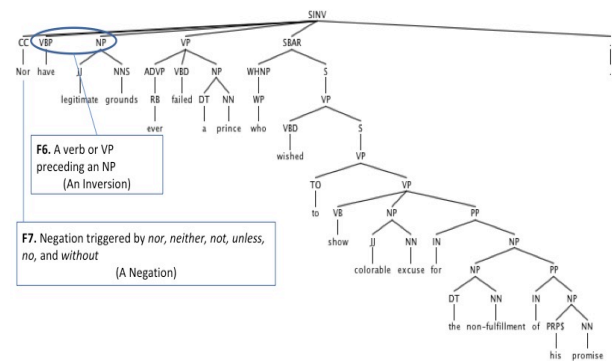 SINV
CC VBP NP VP SBAR
Nor have JJ NNS ADVP VBD NP WHNP S
legitimate grounds RB failed DT NN WP VP
ever a prince who VBD S
wished VP
TO VP
to VB NP PP
show JJ NN IN NP
colorable excuse for NP PP
DT NN IN NP
the non-fulfillment of PRP$ NN
his promise
F6. A verb or VP
preceding an NP
(An Inversion)
F7. Negation triggered by nor, neither, not, unless,
no, and without
(A Negation)